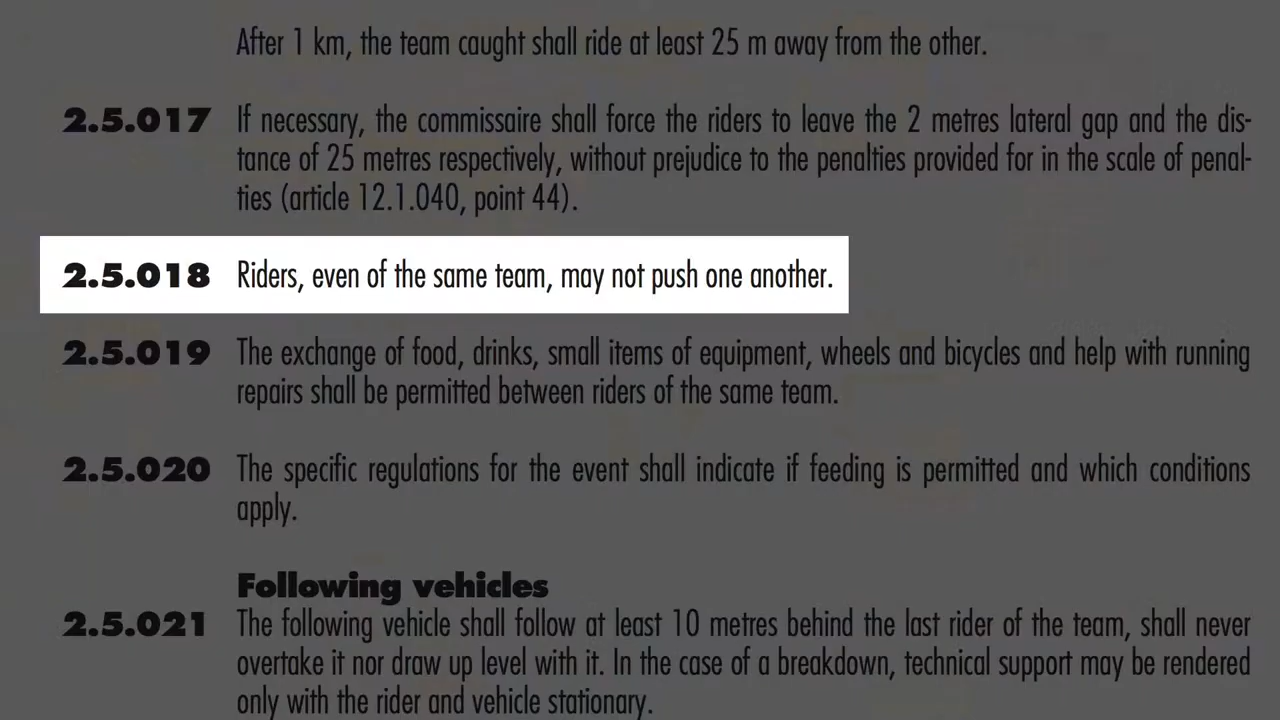 After 1 km, the team caught shall ride at least 25 m away from the other.
2.5.017 If necessary, the commissaire shall force the riders to leave the 2 metres lateral gap and the dis-
tance of 25 metres respectively, without prejudice to the penalties provided for in the scale of penal-
ties (article 12.1.040, point 44).
2.5.018 Riders, even of the same team, may not push one another.
2.5.019 The exchange of food, drinks, small items of equipment, wheels and bicycles and help with running
repairs shall be permitted between riders of the same team.
2.5.020 The specific regulations for the event shall indicate if feeding is permitted and which conditions
apply.
Following vehicles
2.5.021 The following vehicle shall follow at least 10 metres behind the last rider of the team, shall never
overtake it nor draw up level with it. In the case of a breakdown, technical support may be rendered
only with the rider and vehicle stationary.